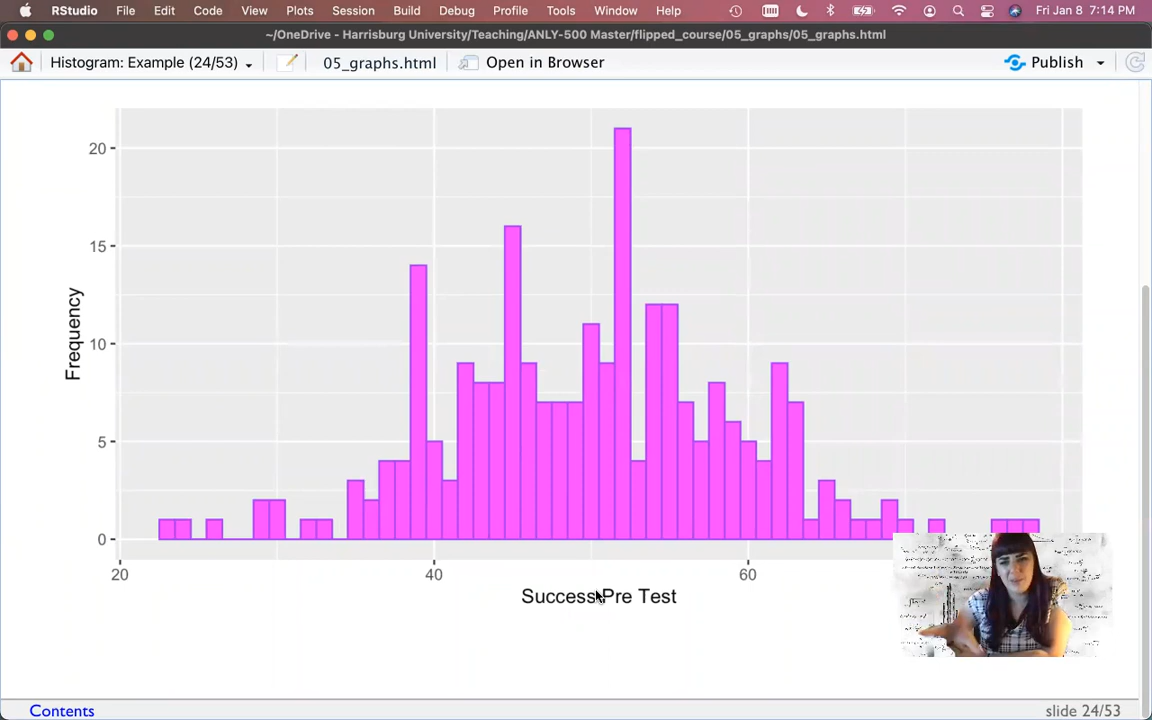 RStudio File Edit Code View Plots Session Build Debug Profile Tools Window Help Fri Jan 8 7:14 PM
~/OneDrive - Harrisburg University/Teaching/ANLY-500 Master/flipped_course/05_graphs/05_graphs.html
Histogram: Example (24/53) 05_graphs.html Open in Browser Publish
20
15
10
5
0
Frequency
20 40 60
Success Pre Test
Contents slide 24/53